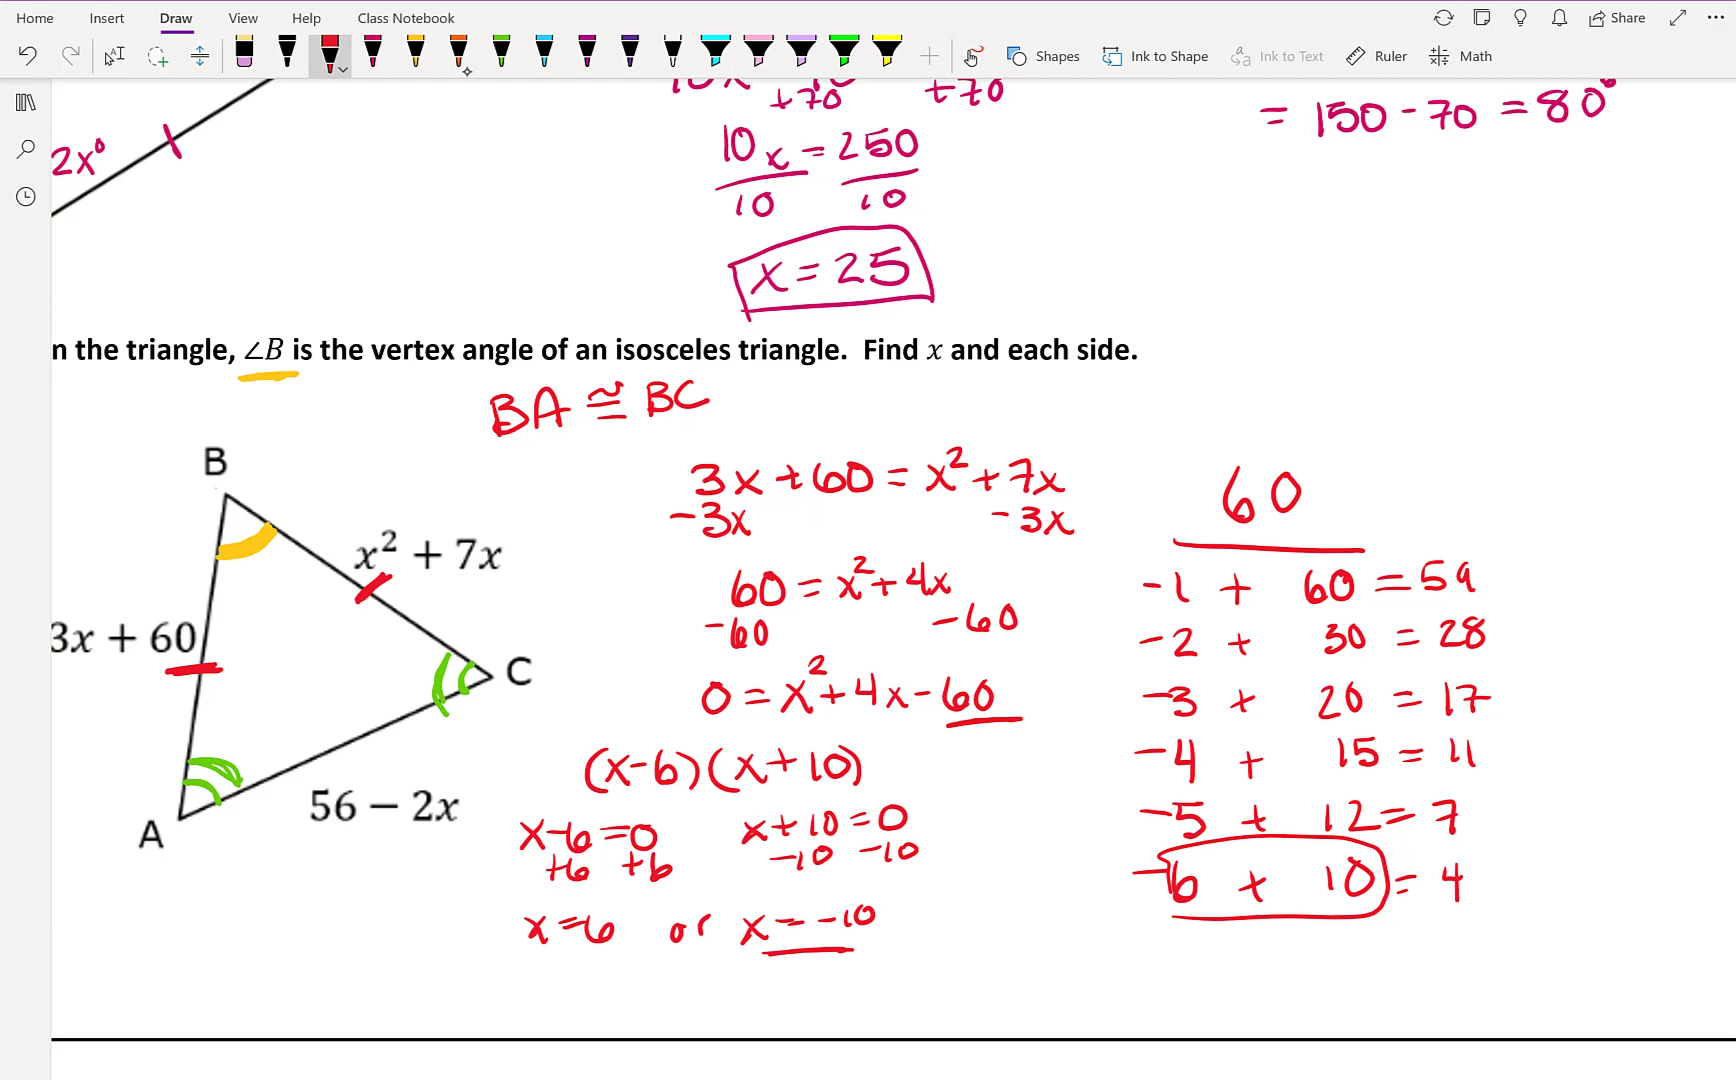 Home Insert Draw View Help Class Notebook Share
Shapes Ink to Shape Ink to Text Ruler Math
+70 +70
= 150 - 70 = 80°
2x°
10x = 250
10 10
x = 25
n the triangle, ∠B is the vertex angle of an isosceles triangle. Find x and each side.
BA ≅ BC
B
x² + 7x
3x + 60
C
56 − 2x
A
3x + 60 = x² + 7x
-3x -3x
60 = x² + 4x
-60 -60
0 = x² + 4x - 60
(x-6)(x+10)
x-6=0 x+10=0
+6 +6 -10 -10
x=6 or x=-10
60
-1 + 60 = 59
-2 + 30 = 28
-3 + 20 = 17
-4 + 15 = 11
-5 + 12 = 7
-6 + 10 = 4